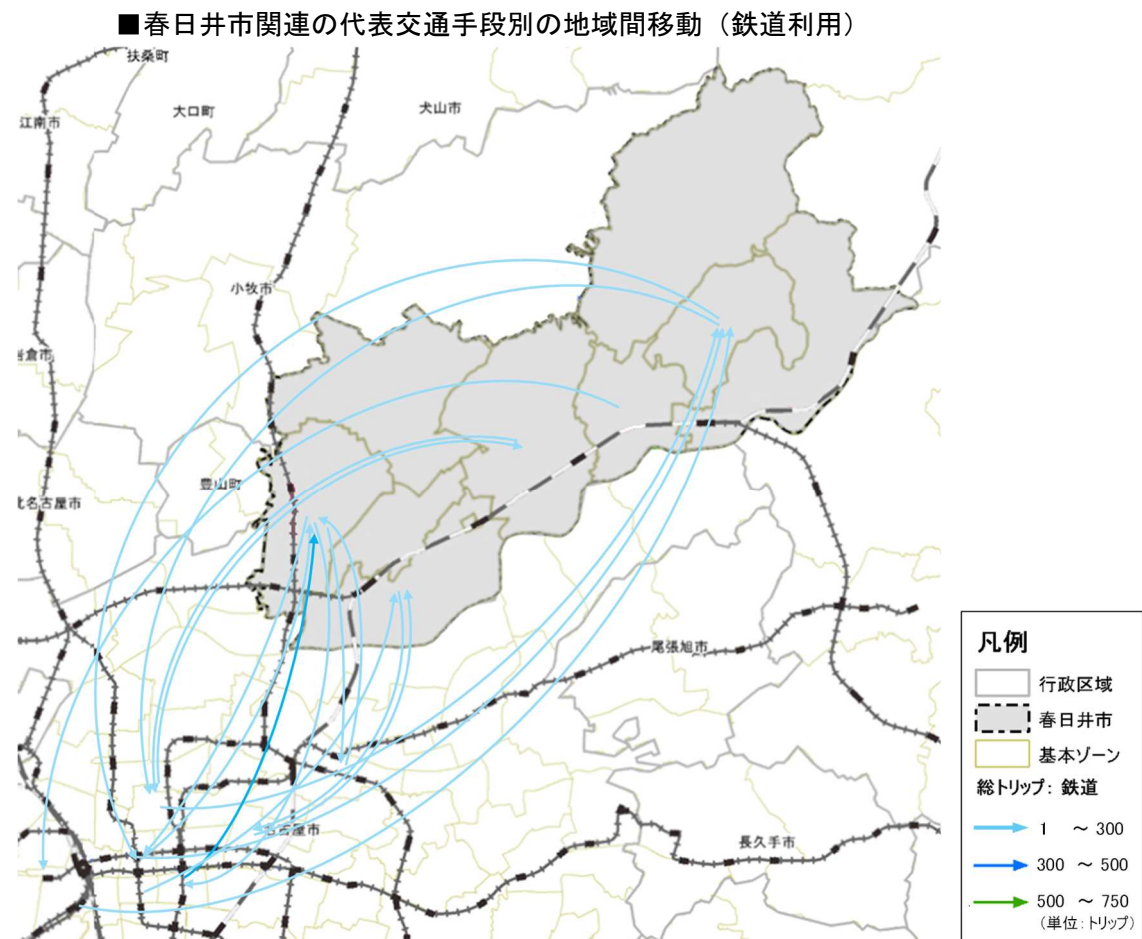 ■春日井市関連の代表交通手段別の地域間移動（鉄道利用）
扶桑町
大口町
犬山市
江南市
小牧市
岩倉市
豊山町
北名古屋市
尾張旭市
名古屋市
長久手市
凡例
行政区域
春日井市
基本ゾーン
総トリップ：鉄道
1 ～ 300
300 ～ 500
500 ～ 750
（単位：トリップ）